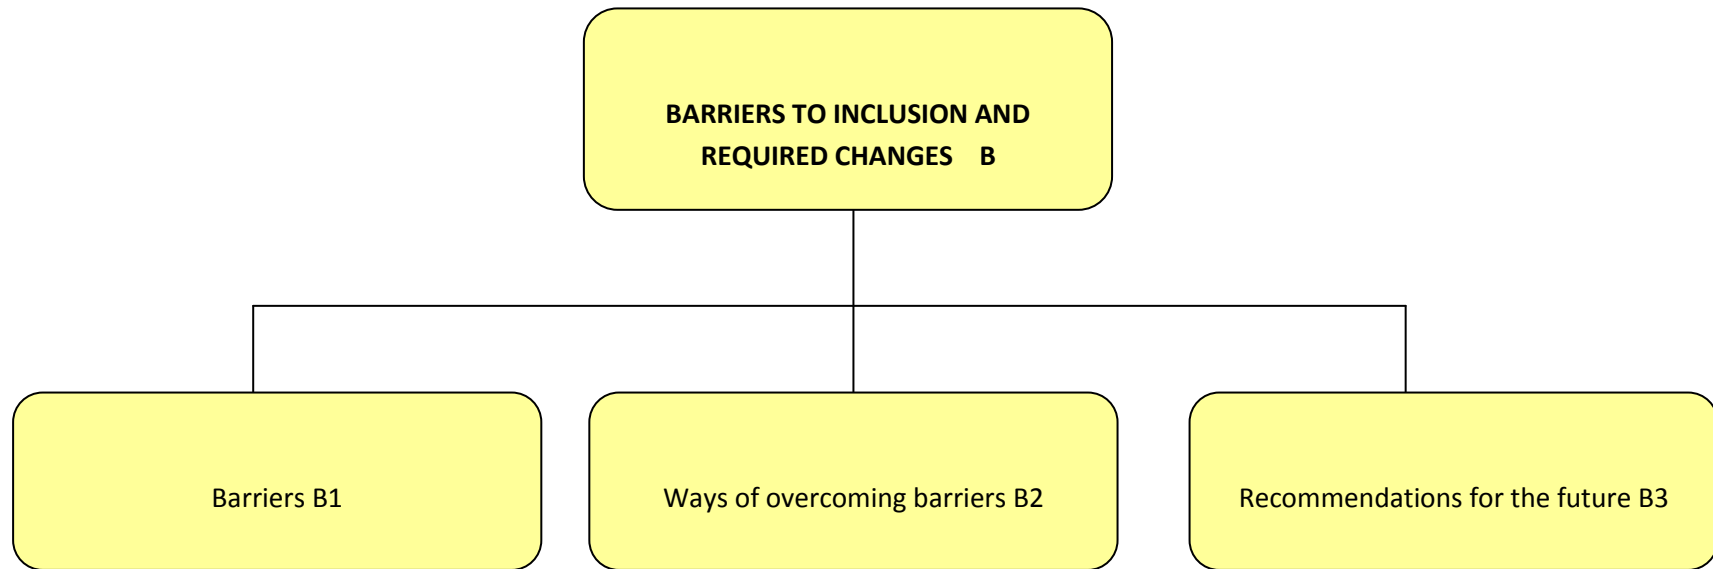 BARRIERS TO INCLUSION AND
REQUIRED CHANGES B
Barriers B1
Ways of overcoming barriers B2
Recommendations for the future B3